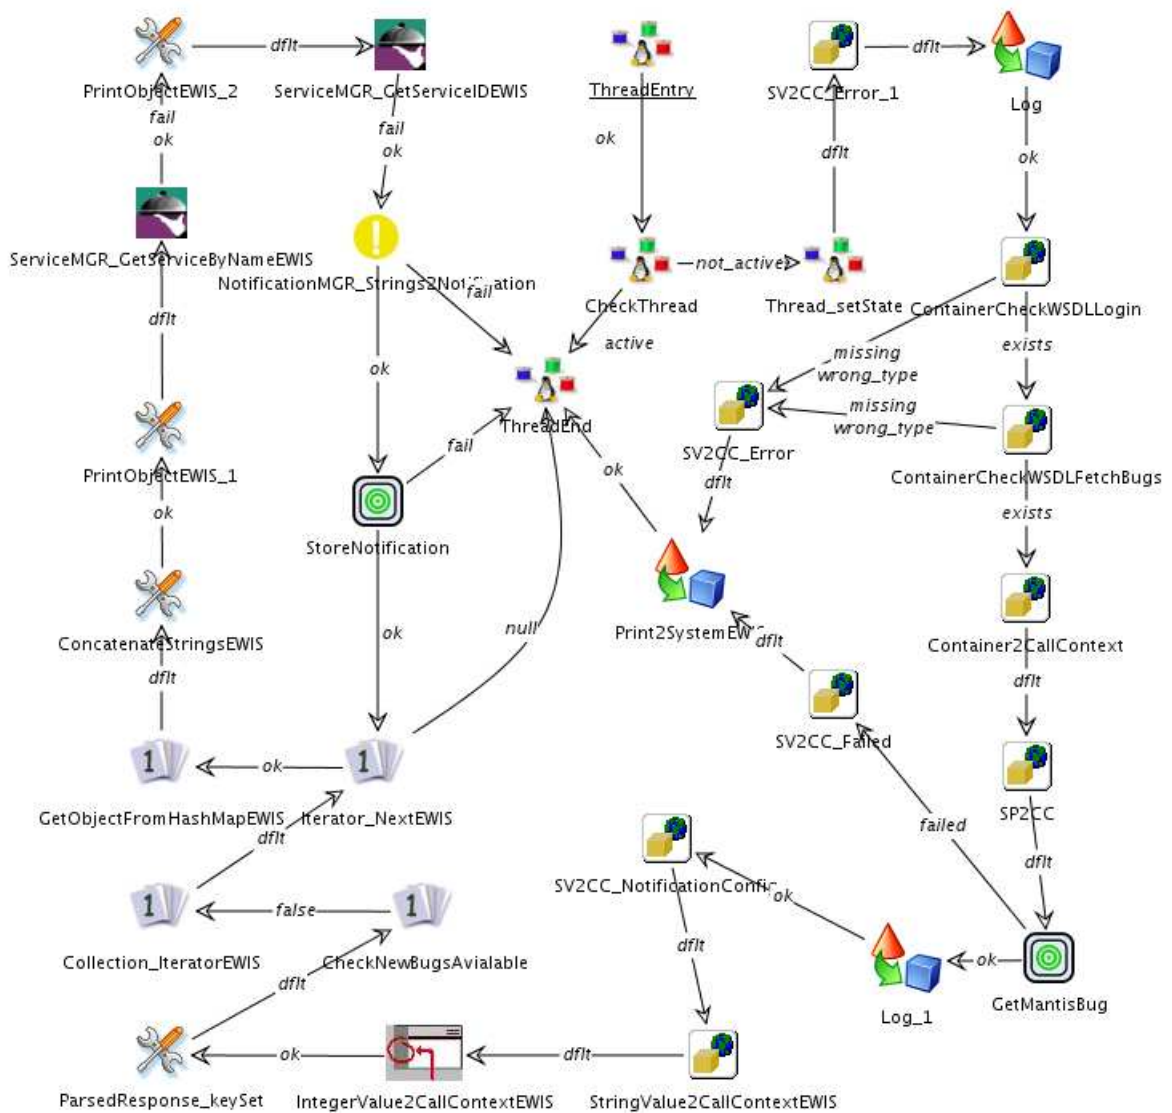 dflt
dflt
PrintObjectEWIS_2
ServiceMGR_GetServiceIDEWIS
ThreadEntry
SV2CC_Error_1
Log
fail
ok
fail
ok
ok
dflt
ok
ServiceMGR_GetServiceByNameEWIS
NotificationMGR_Strings2Notification
fail
CheckThread
not_active
Thread_setState
ContainerCheckWSDLLogin
dflt
ok
active
missing
wrong_type
exists
ThreadEnd
missing
wrong_type
PrintObjectEWIS_1
fail
SV2CC_Error
ContainerCheckWSDLFetchBugs
ok
StoreNotification
ok
dflt
exists
ConcatenateStringsEWIS
ok
null
Print2SystemEWIS
dflt
Container2CallContext
dflt
dflt
SV2CC_Failed
ok
GetObjectFromHashMapEWIS
Iterator_NextEWIS
SP2CC
dflt
failed
dflt
SV2CC_NotificationConfig
ok
false
Collection_IteratorEWIS
CheckNewBugsAvialable
dflt
ok
GetMantisBug
dflt
Log_1
ok
dflt
ParsedResponse_keySet
IntegerValue2CallContextEWIS
StringValue2CallContextEWIS